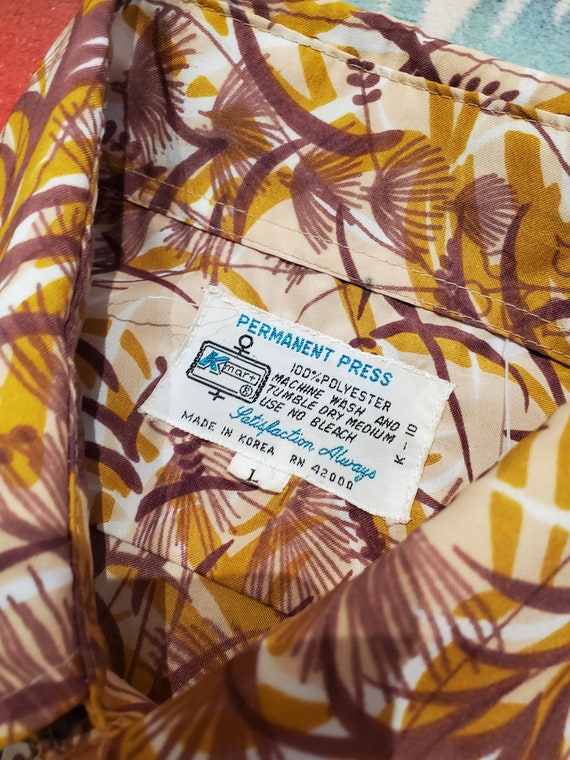 PERMANENT PRESS
Kmart ®
100% POLYESTER
MACHINE WASH AND
TUMBLE DRY MEDIUM
USE NO BLEACH
K-10
Satisfaction Always
MADE IN KOREA RN 42000
L